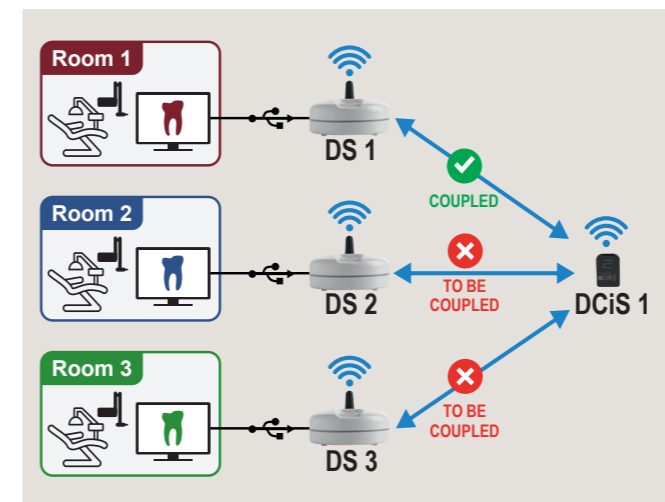 Room 1
DS 1
COUPLED
Room 2
DS 2
TO BE
COUPLED
DCiS 1
Room 3
DS 3
TO BE
COUPLED